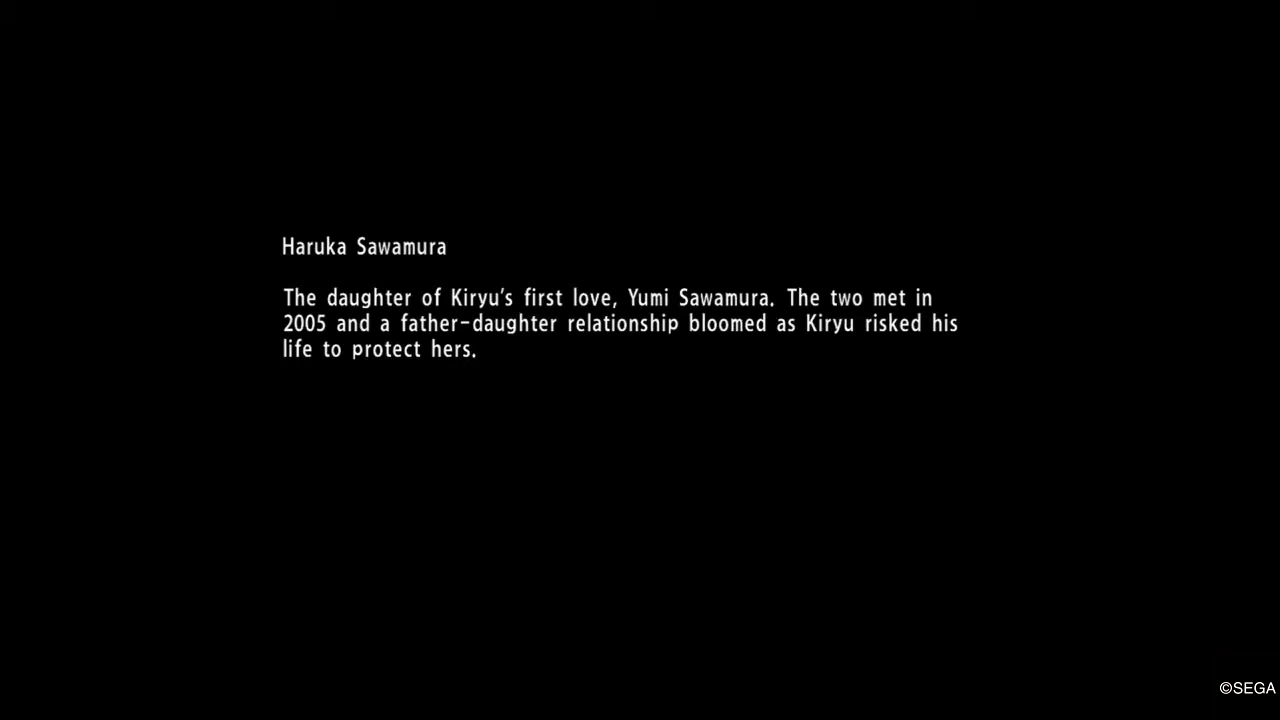 Haruka Sawamura
The daughter of Kiryu's first love, Yumi Sawamura. The two met in
2005 and a father-daughter relationship bloomed as Kiryu risked his
life to protect hers.
©SEGA